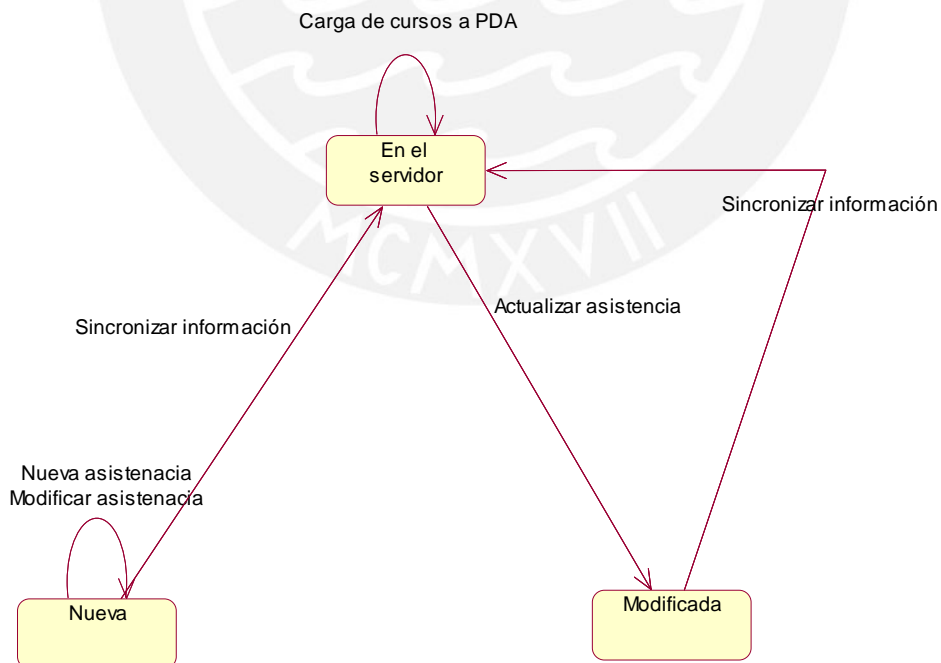 Carga de cursos a PDA
En el
servidor
Sincronizar información
MCMXVII
Actualizar asistencia
Sincronizar información
Nueva asistenacia
Modificar asistenacia
Nueva
Modificada